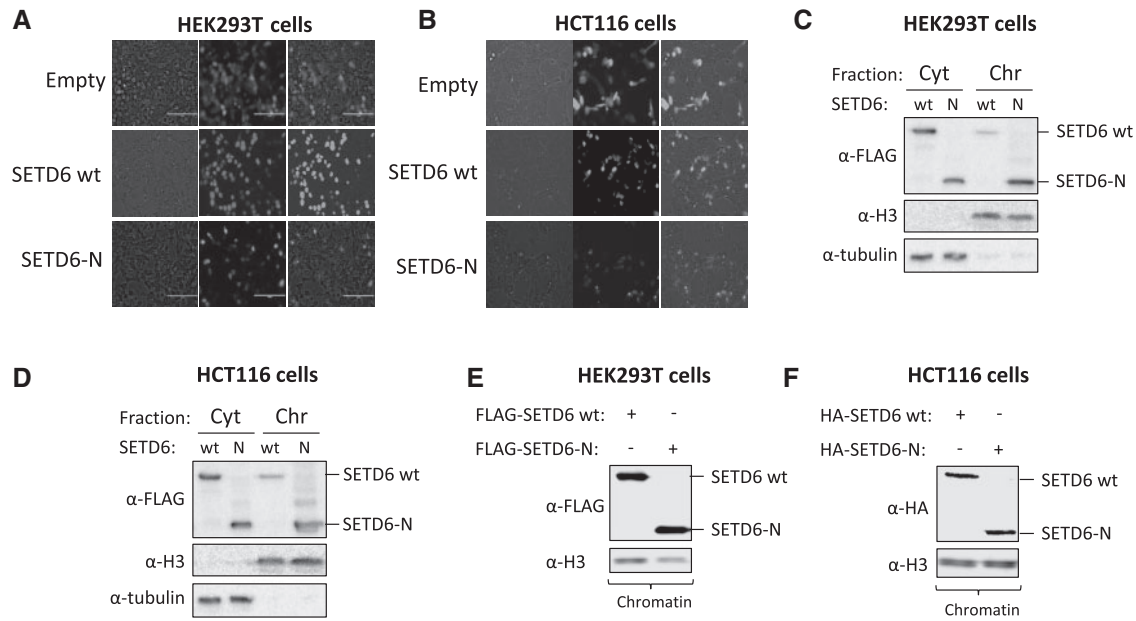 A
HEK293T cells
Empty
SETD6 wt
SETD6-N
B
HCT116 cells
Empty
SETD6 wt
SETD6-N
C
HEK293T cells
Fraction: Cyt Chr
SETD6: wt N wt N
α-FLAG
SETD6 wt
SETD6-N
α-H3
α-tubulin
D
HCT116 cells
Fraction: Cyt Chr
SETD6: wt N wt N
α-FLAG
SETD6 wt
SETD6-N
α-H3
α-tubulin
E
HEK293T cells
FLAG-SETD6 wt: + -
FLAG-SETD6-N: - +
α-FLAG
SETD6 wt
SETD6-N
α-H3
Chromatin
F
HCT116 cells
HA-SETD6 wt: + -
HA-SETD6-N: - +
α-HA
SETD6 wt
SETD6-N
α-H3
Chromatin